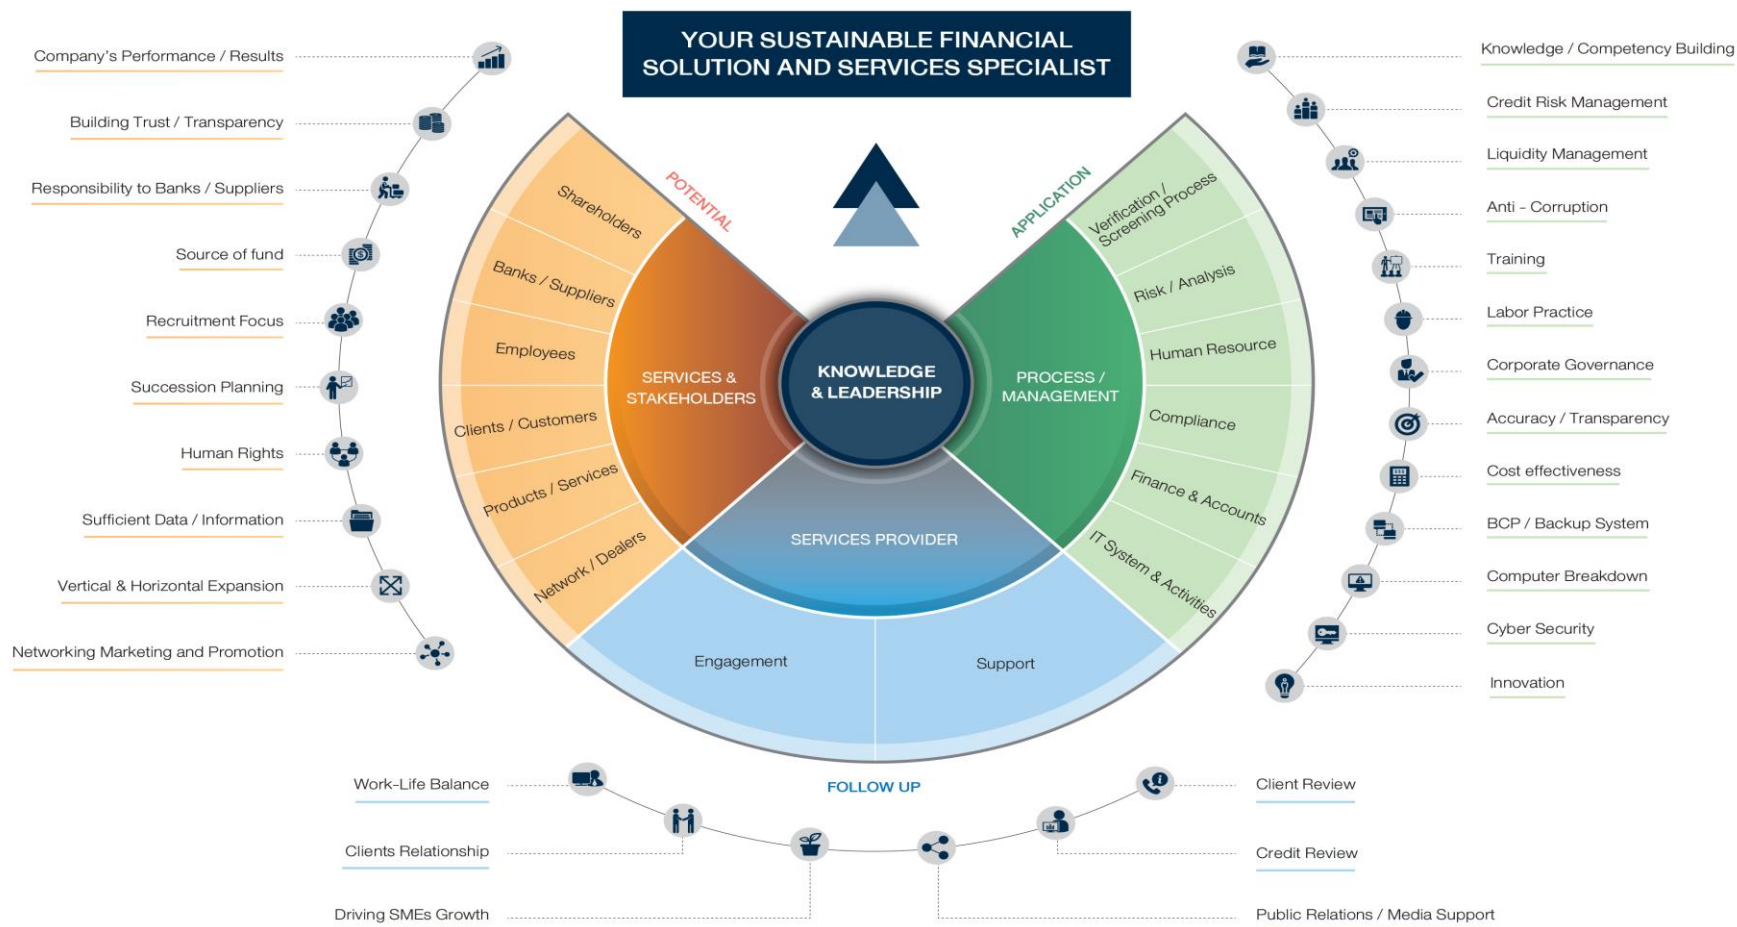 YOUR SUSTAINABLE FINANCIAL
SOLUTION AND SERVICES SPECIALIST
Company's Performance / Results
Building Trust / Transparency
Responsibility to Banks / Suppliers
Source of fund
Recruitment Focus
Succession Planning
Human Rights
Sufficient Data / Information
Vertical & Horizontal Expansion
Networking Marketing and Promotion
POTENTIAL
Shareholders
Banks / Suppliers
Employees
Clients / Customers
Products / Services
Network / Dealers
SERVICES &
STAKEHOLDERS
KNOWLEDGE
& LEADERSHIP
PROCESS /
MANAGEMENT
SERVICES PROVIDER
Engagement
Support
APPLICATION
Verification /
Screening Process
Risk / Analysis
Human Resource
Compliance
Finance & Accounts
IT System & Activities
Knowledge / Competency Building
Credit Risk Management
Liquidity Management
Anti - Corruption
Training
Labor Practice
Corporate Governance
Accuracy / Transparency
Cost effectiveness
BCP / Backup System
Computer Breakdown
Cyber Security
Innovation
FOLLOW UP
Work-Life Balance
Clients Relationship
Driving SMEs Growth
Client Review
Credit Review
Public Relations / Media Support